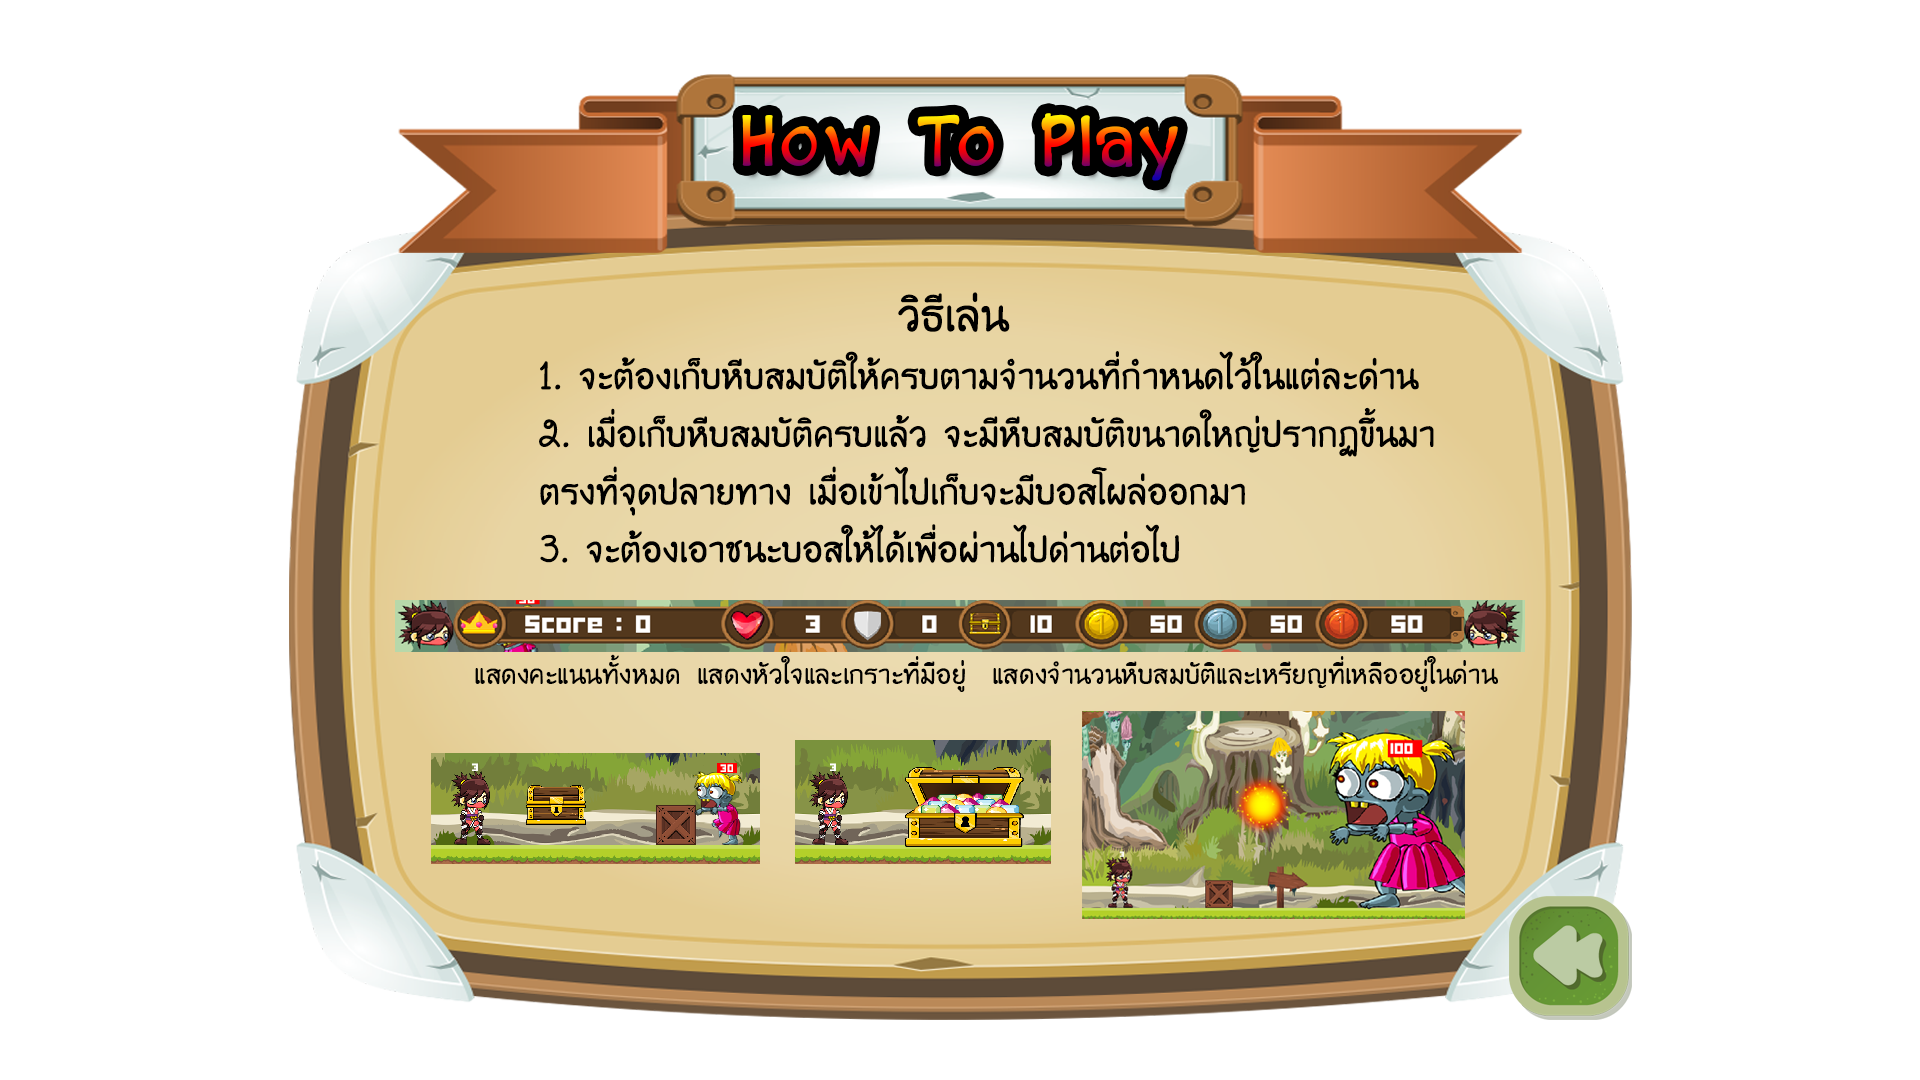 How To Play
วิธีเล่น
1. จะต้องเก็บหีบสมบัติให้ครบตามจำนวนที่กำหนดไว้ในแต่ละด่าน
2. เมื่อเก็บหีบสมบัติครบแล้ว จะมีหีบสมบัติขนาดใหญ่ปรากฏขึ้นมา
ตรงที่จุดปลายทาง เมื่อเข้าไปเก็บจะมีบอสโผล่ออกมา
3. จะต้องเอาชนะบอสให้ได้เพื่อผ่านไปด่านต่อไป
Score : 0 3 0 10 1 50 1 50 1 50
แสดงคะแนนทั้งหมด แสดงหัวใจและเกราะที่มีอยู่ แสดงจำนวนหีบสมบัติและเหรียญที่เหลืออยู่ในด่าน
3 30
3
100